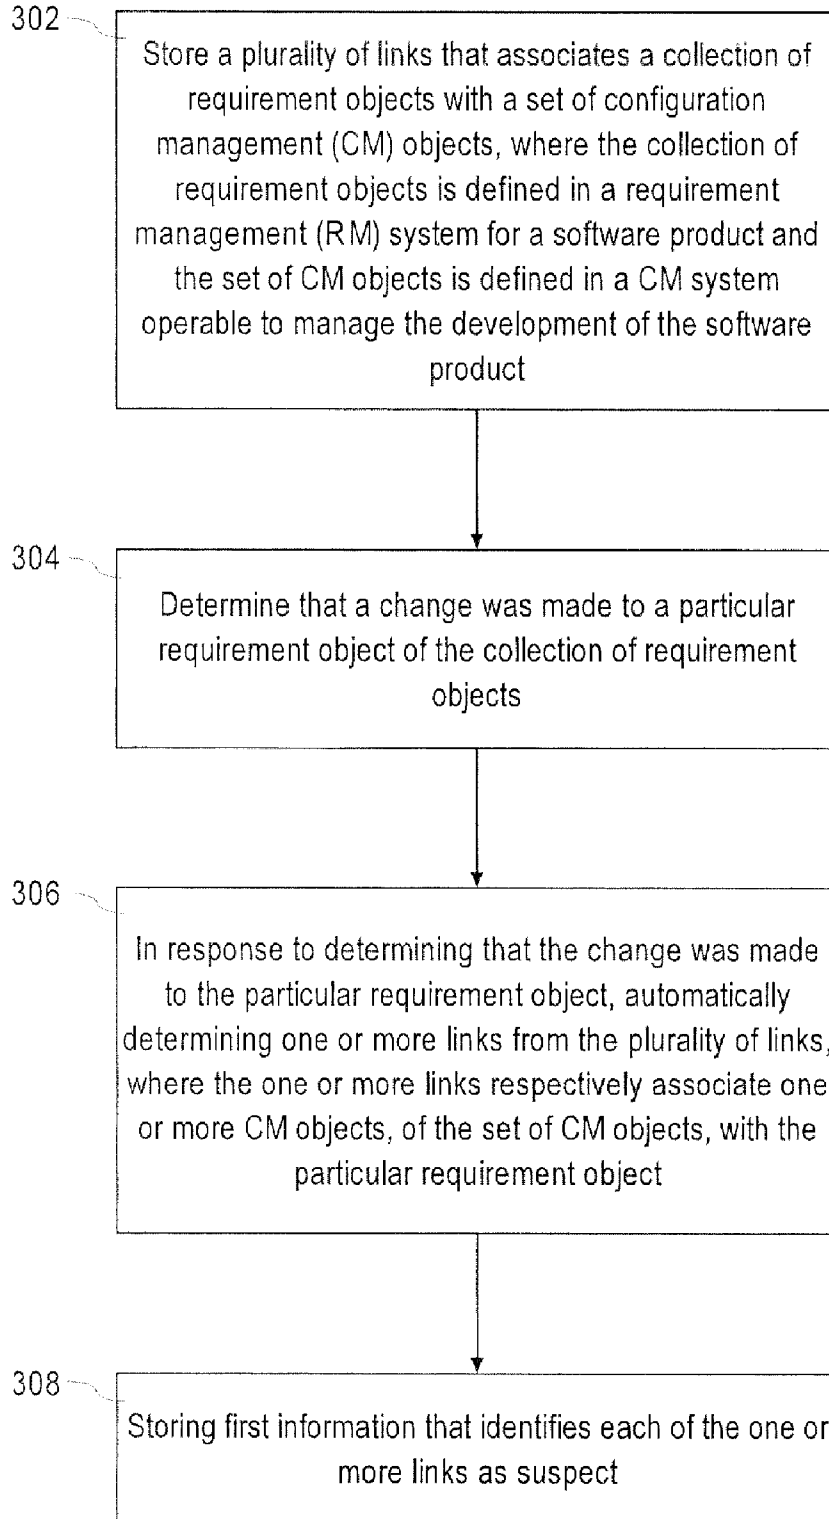 302
Store a plurality of links that associates a collection of
requirement objects with a set of configuration
management (CM) objects, where the collection of
requirement objects is defined in a requirement
management (RM) system for a software product and
the set of CM objects is defined in a CM system
operable to manage the development of the software
product
304
Determine that a change was made to a particular
requirement object of the collection of requirement
objects
306
In response to determining that the change was made
to the particular requirement object, automatically
determining one or more links from the plurality of links,
where the one or more links respectively associate one
or more CM objects, of the set of CM objects, with the
particular requirement object
308
Storing first information that identifies each of the one or
more links as suspect